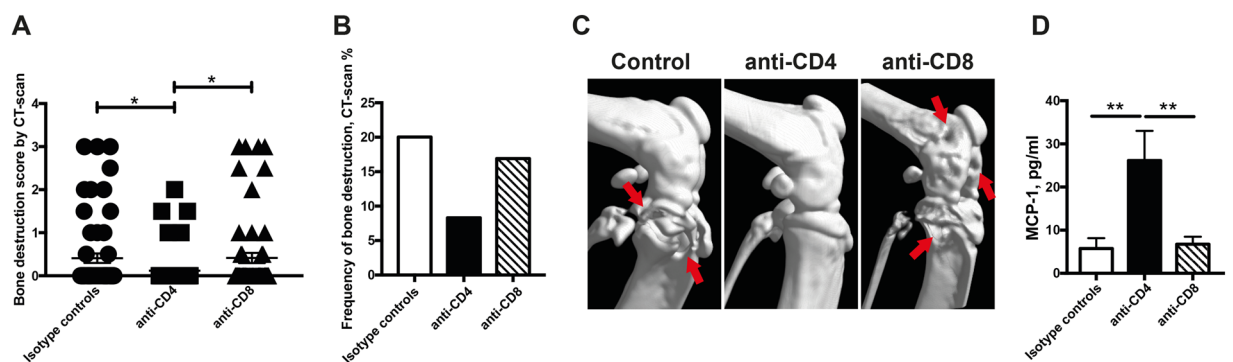 A
Bone destruction score by CT-scan
4
3
2
1
0
*
*
Isotype controls
anti-CD4
anti-CD8
B
Frequency of bone destruction, CT-scan %
25
20
15
10
5
0
Isotype controls
anti-CD4
anti-CD8
C
Control
anti-CD4
anti-CD8
D
MCP-1, pg/ml
40
30
20
10
0
**
**
Isotype controls
anti-CD4
anti-CD8